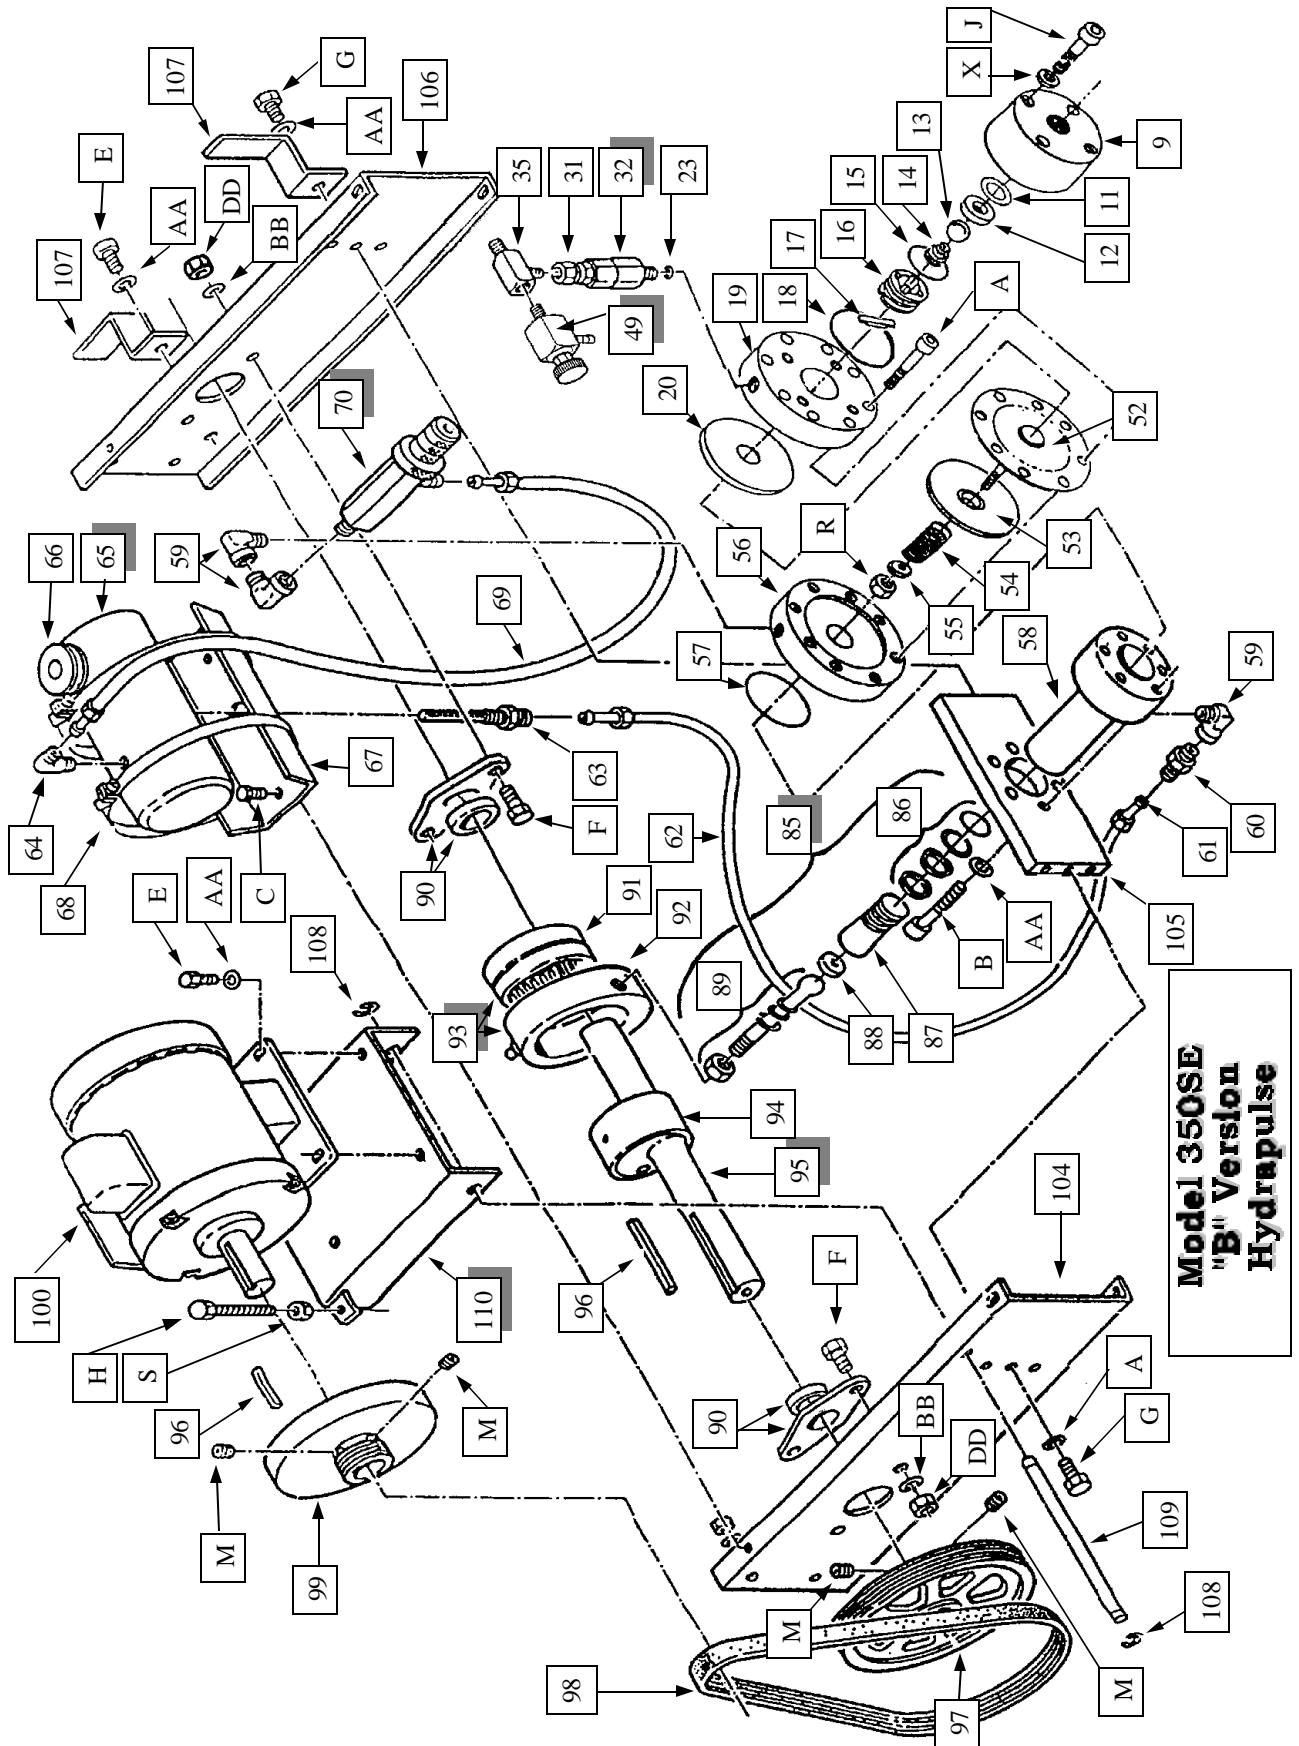 J
X
G
107
106
AA
E
13
9
DD
AA
BB
107
35
31
32
23
15
14
16
11
12
17
18
19
A
49
20
70
52
66
65
59
R
56
53
54
55
69
57
58
59
67
63
64
F
62
85
86
60
61
68
90
C
AA
E
91
92
108
105
AA
B
89
93
88
87
94
95
104
100
96
F
110
H
S
96
M
90
BB
DD
A
G
99
M
109
M
108
98
97
M
Model 350SE
"B" Version
Hydrapulse